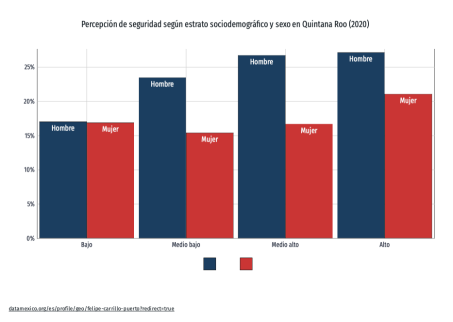 Percepción de seguridad según estrato sociodemográfico y sexo en Quintana Roo (2020)
25%
20%
15%
10%
5%
0%
Hombre
Mujer
Hombre
Mujer
Hombre
Mujer
Hombre
Mujer
Bajo
Medio bajo
Medio alto
Alto
datamexico.org/es/profile/geo/felipe-carrillo-puerto?redirect=true